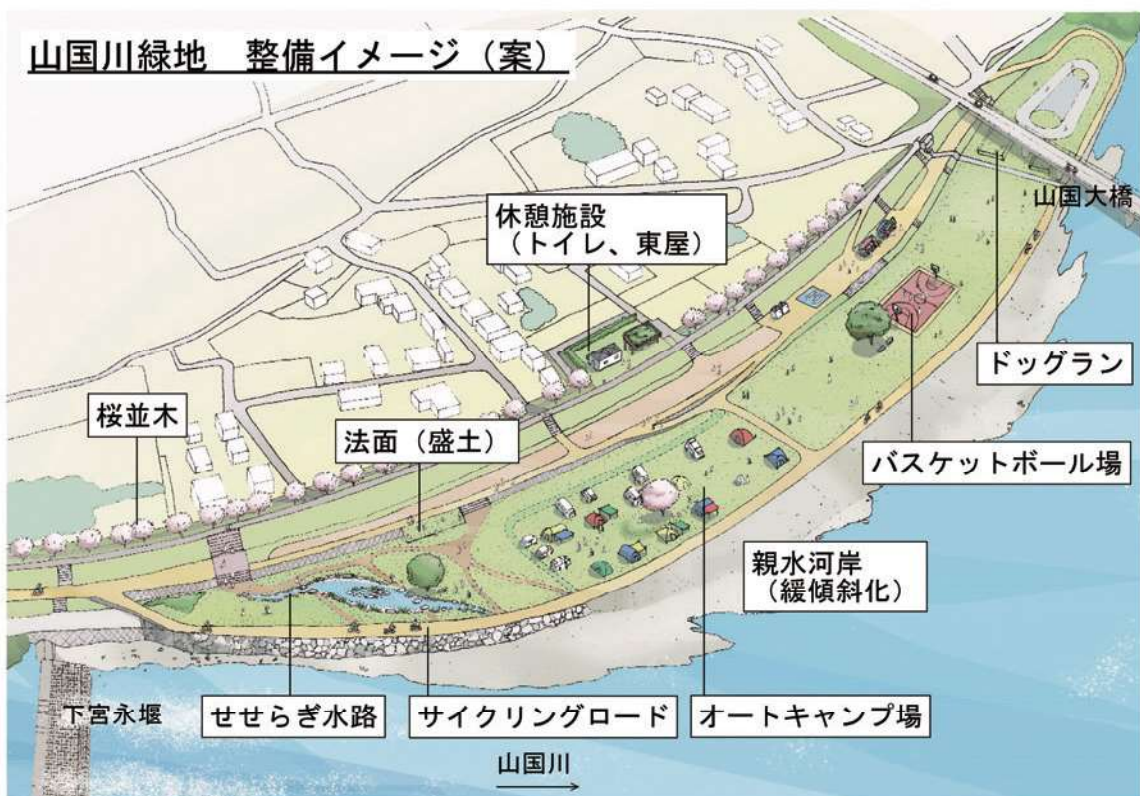 山国川緑地　整備イメージ（案）
山国大橋
休憩施設
（トイレ、東屋）
ドッグラン
桜並木
法面（盛土）
バスケットボール場
親水河岸
（緩傾斜化）
下宮永堰
せせらぎ水路
サイクリングロード
オートキャンプ場
山国川